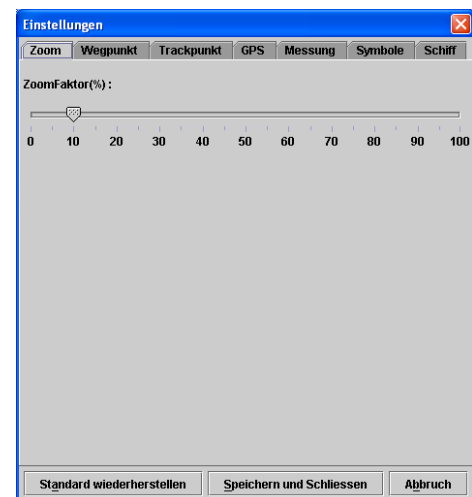 Einstellungen
Zoom Wegpunkt Trackpunkt GPS Messung Symbole Schiff
ZoomFaktor(%) :
0 10 20 30 40 50 60 70 80 90 100
Standard wiederherstellen Speichern und Schliessen Abbruch